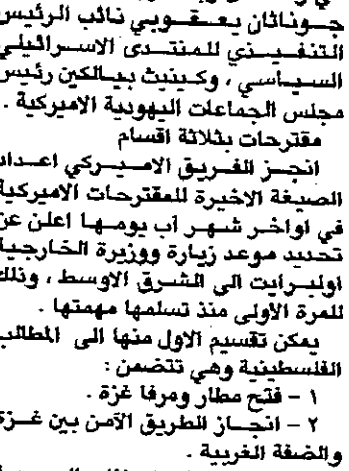 جوناثان يعقوبي نائب الرئيس
التنفيذي للمنتدى الاسرائيلي
السياسي ، وكينيث بيالكين رئيس
مجلس الجماعات اليهودية الاميركية .
مقترحات بثلاثة اقسام
انجز الفريق الاميركي اعداد
الصيغة الاخيرة للمقترحات الاميركية
في اواخر شهر آب يومها اعلن عن
تحديد موعد زيارة ووزيرة الخارجية
اولبرايت الى الشرق الاوسط ، وذلك
للمرة الاولى منذ تسلمها مهمتها .
يمكن تقسيم الاول منها الى المطالب
الفلسطينية وهي تتضمن :
١ - فتح مطار ومرفا غزة .
٢ - انجاز الطريق الآمن بين غزة
والضفة الغربية .